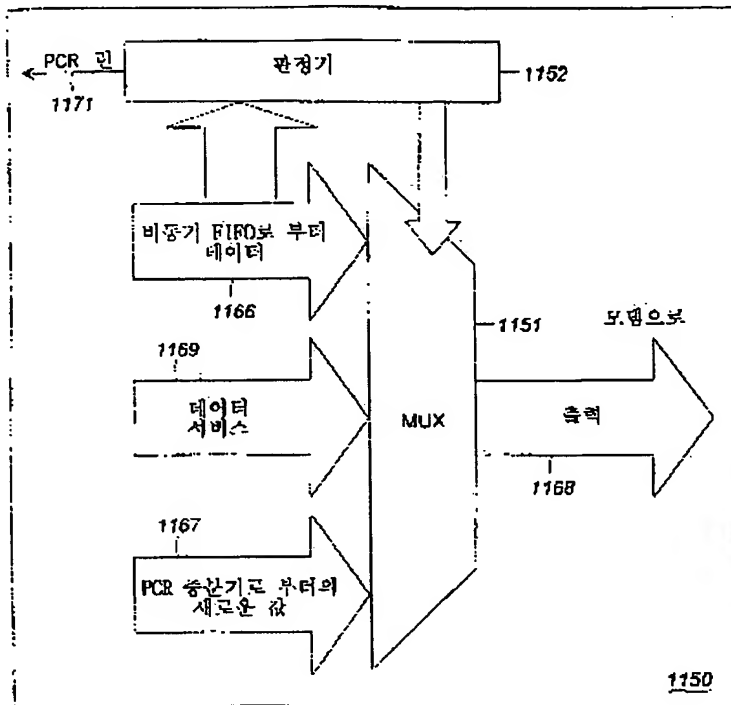 PCR 린
1171
판정기
1152
비동기 FIFO로 부터
데이터
1166
1151
모뎀으로
1169
데이터
서비스
MUX
출력
1168
1167
PCR 증산기로 부터의
새로운 값
1150